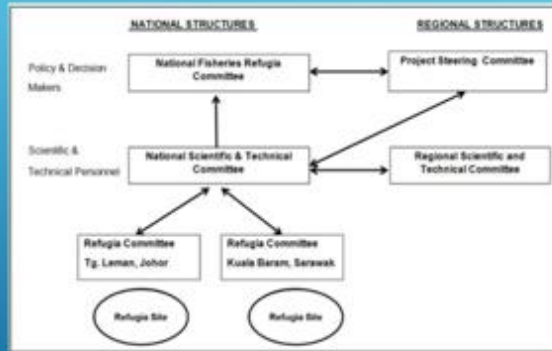 NATIONAL STRUCTURES
REGIONAL STRUCTURES
Policy & Decision
Makers
National Fisheries Refugia
Committee
Project Steering Committee
Scientific &
Technical Personnel
National Scientific & Technical
Committee
Regional Scientific and
Technical Committee
Refugia Committee
Tg. Leman, Johor
Refugia Committee
Kuala Baram, Sarawak
Refugia Site
Refugia Site